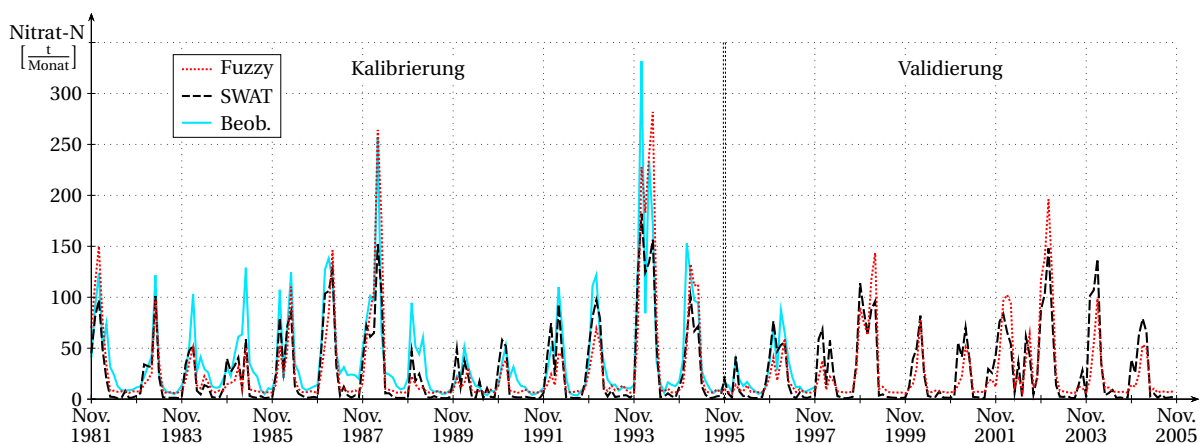 Nitrat-N
[t/Monat]
Fuzzy
SWAT
Beob.
Kalibrierung
Validierung
300
250
200
150
100
50
0
Nov. Nov. Nov. Nov. Nov. Nov. Nov. Nov. Nov. Nov. Nov. Nov. Nov.
1981 1983 1985 1987 1989 1991 1993 1995 1997 1999 2001 2003 2005